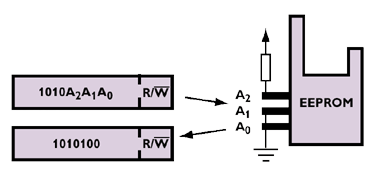 1010A₂A₁A₀ R/W̅
1010100 R/W̅
A₂
A₁
A₀
EEPROM